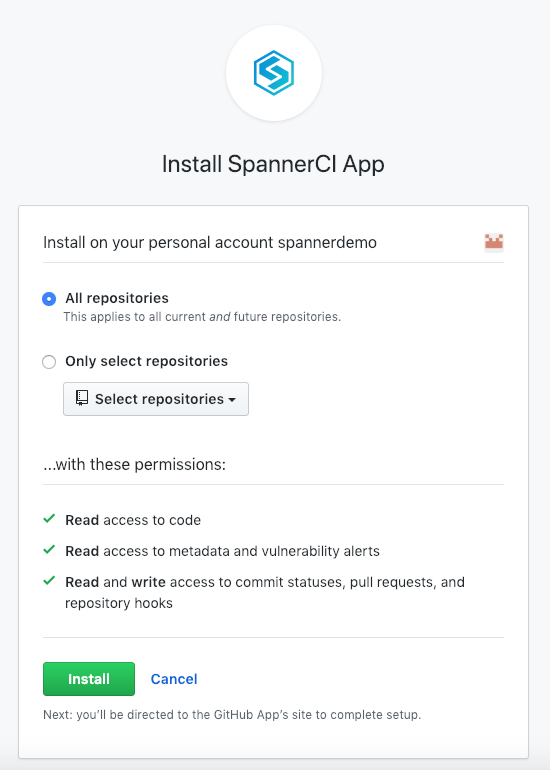 Install SpannerCI App
Install on your personal account spannerdemo
All repositories
This applies to all current and future repositories.
Only select repositories
Select repositories
...with these permissions:
Read access to code
Read access to metadata and vulnerability alerts
Read and write access to commit statuses, pull requests, and
repository hooks
Install Cancel
Next: you'll be directed to the GitHub App's site to complete setup.